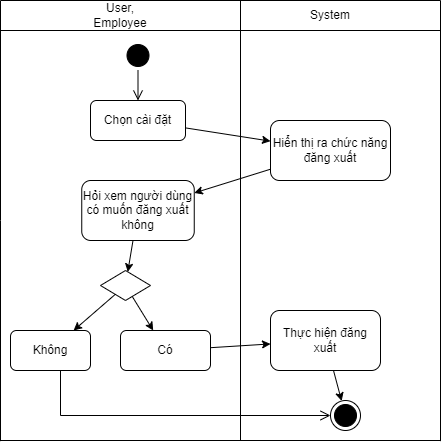 User,
Employee
System
Chọn cài đặt
Hiển thị ra chức năng
đăng xuất
Hỏi xem người dùng
có muốn đăng xuất
không
Không
Có
Thực hiện đăng
xuất